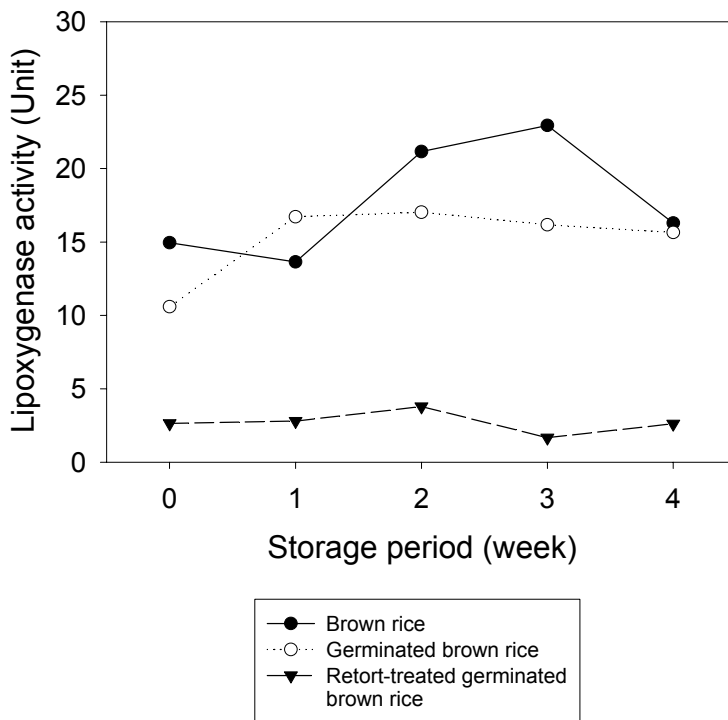 30
25
20
15
10
5
0
Lipoxygenase activity (Unit)
0 1 2 3 4
Storage period (week)
Brown rice
Germinated brown rice
Retort-treated germinated
brown rice